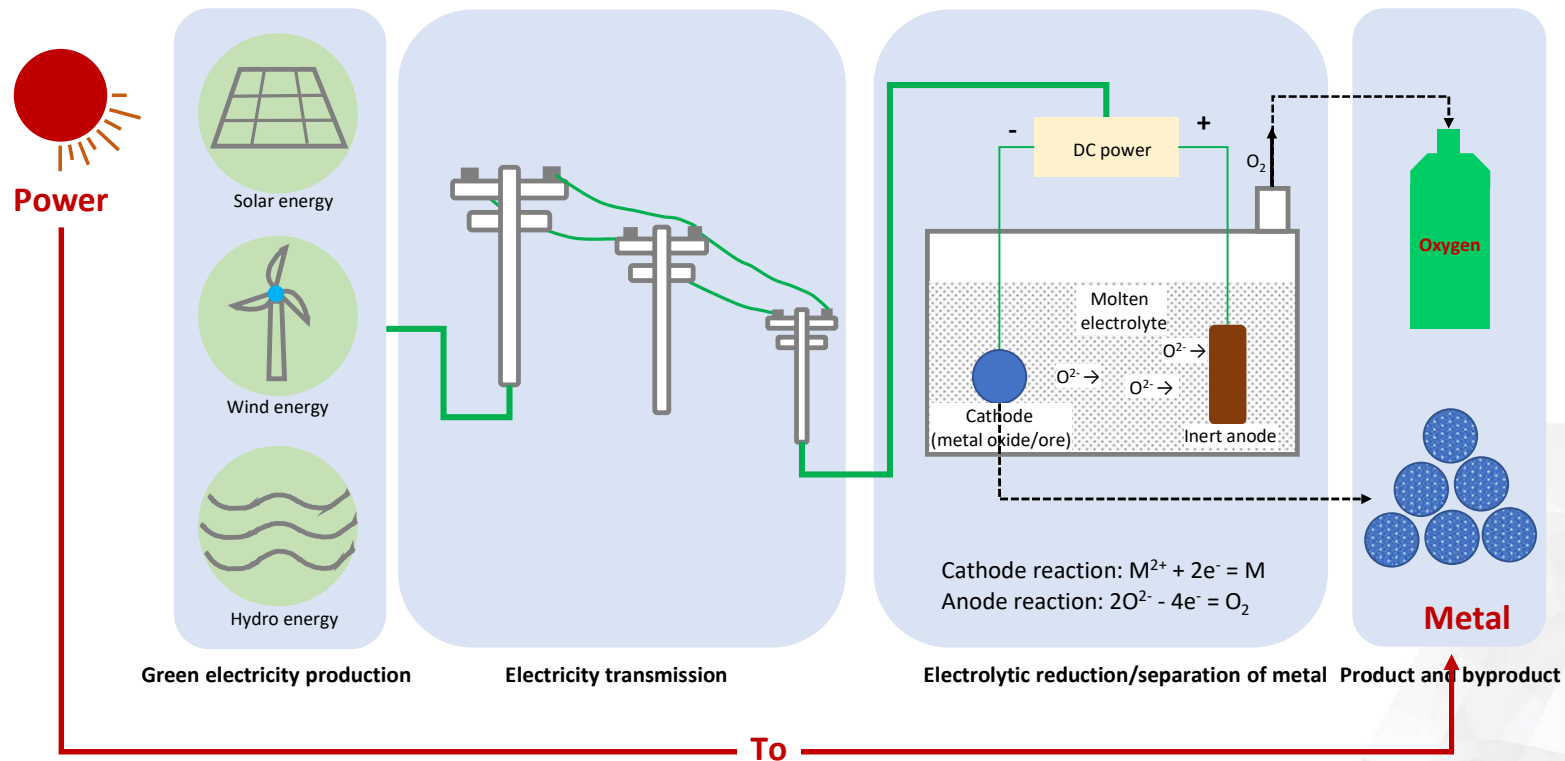 Power
Solar energy
Wind energy
Hydro energy
Green electricity production
Electricity transmission
-
+
DC power
O₂
Molten
electrolyte
O²⁻ →
O²⁻ →
O²⁻ →
Cathode
(metal oxide/ore)
Inert anode
Cathode reaction: M²⁺ + 2e⁻ = M
Anode reaction: 2O²⁻ - 4e⁻ = O₂
Electrolytic reduction/separation of metal
Oxygen
Metal
Product and byproduct
To